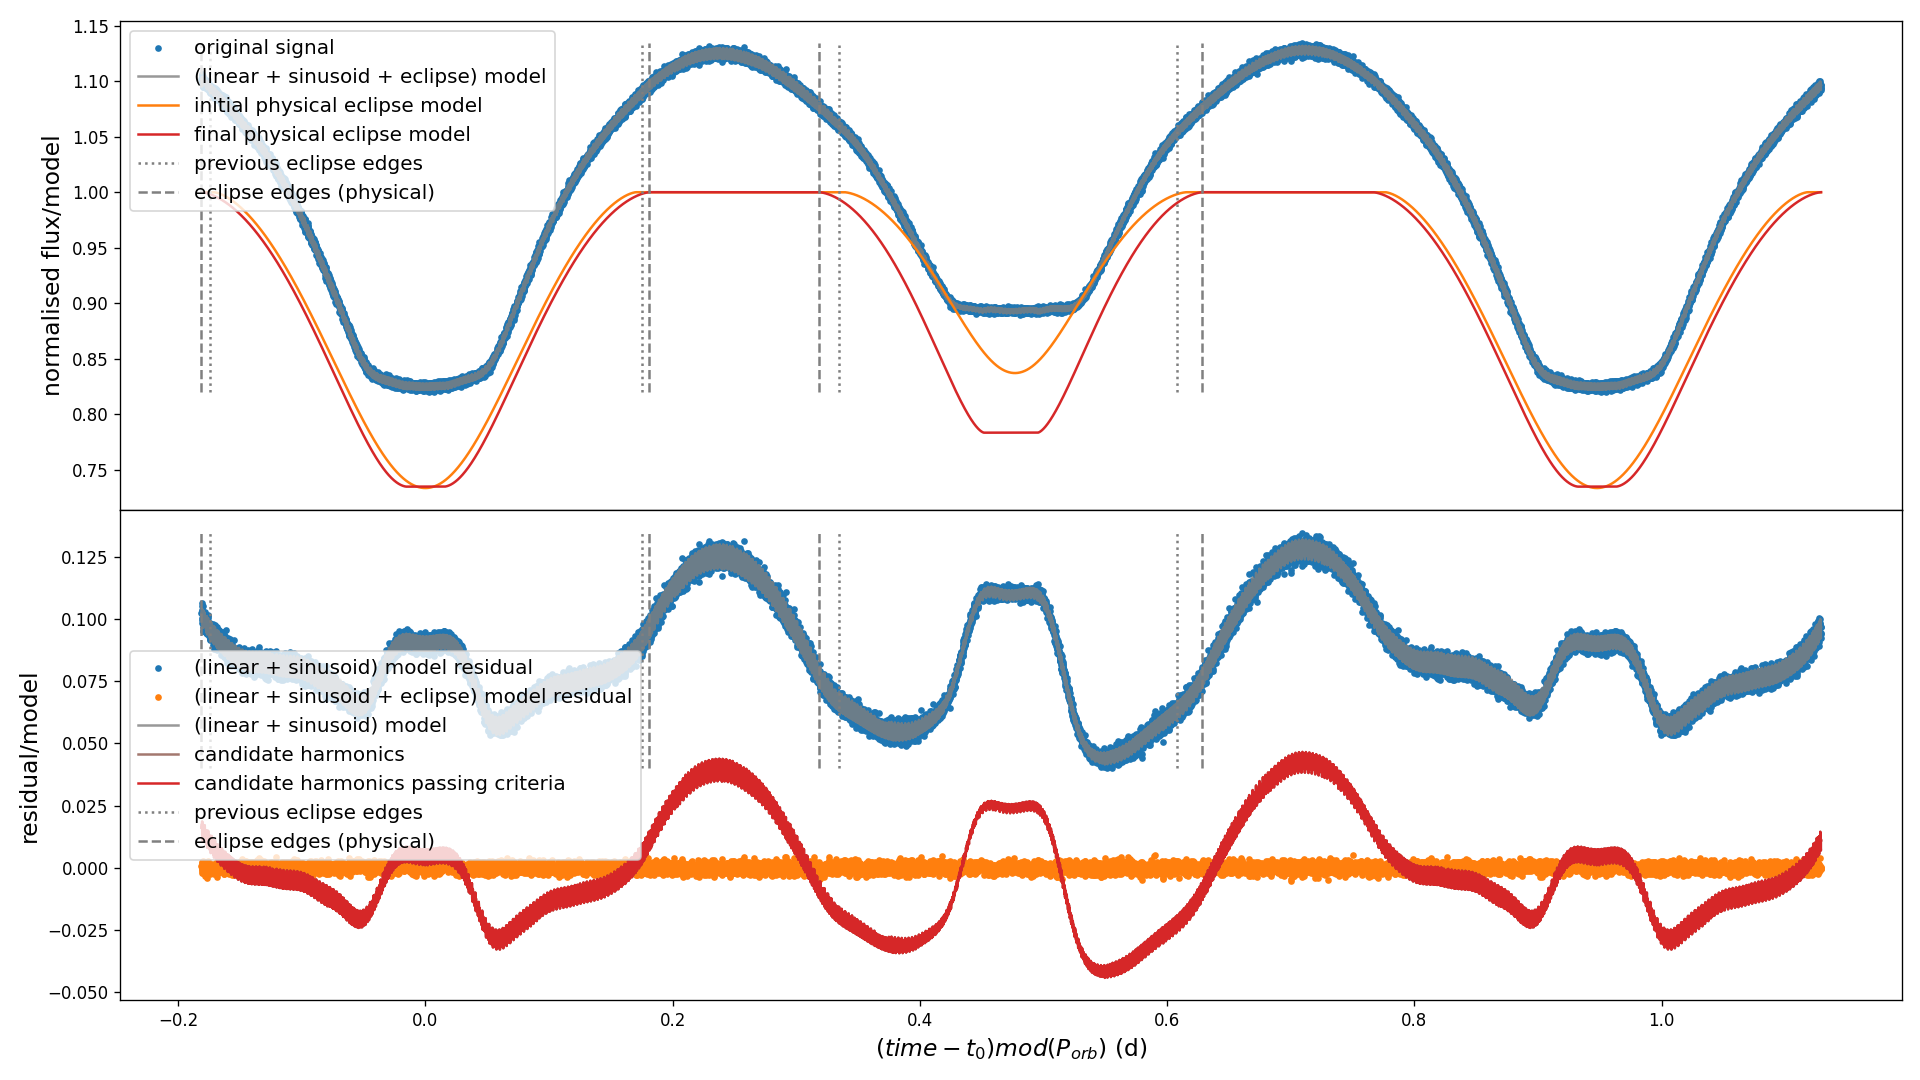 1.15
1.10
1.05
1.00
0.95
0.90
0.85
0.80
0.75
normalised flux/model
original signal
(linear + sinusoid + eclipse) model
initial physical eclipse model
final physical eclipse model
previous eclipse edges
eclipse edges (physical)
0.125
0.100
0.075
0.050
0.025
0.000
−0.025
−0.050
residual/model
(linear + sinusoid) model residual
(linear + sinusoid + eclipse) model residual
(linear + sinusoid) model
candidate harmonics
candidate harmonics passing criteria
previous eclipse edges
eclipse edges (physical)
−0.2 0.0 0.2 0.4 0.6 0.8 1.0
(time − t₀)mod(Pₒᵣb) (d)